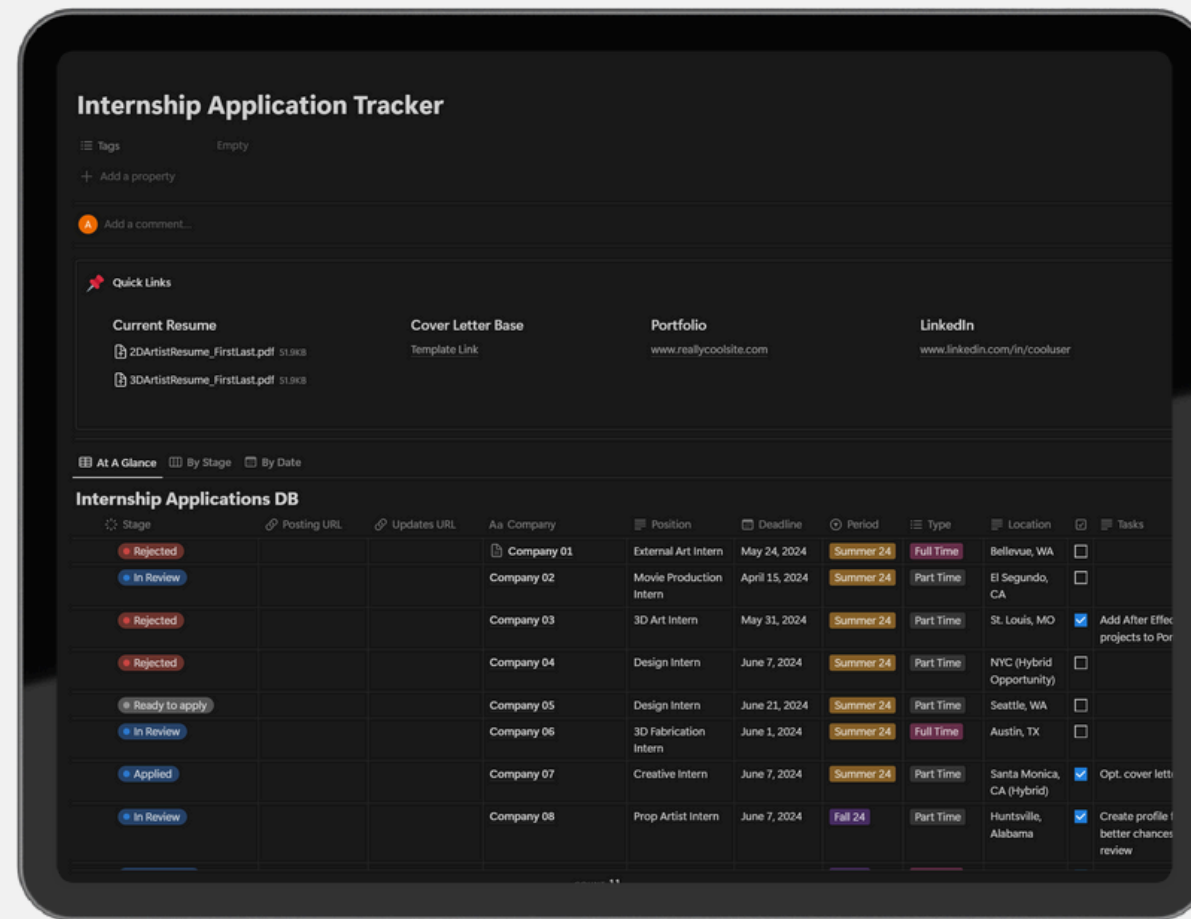 Internship Application Tracker
Tags Empty
Add a property
A Add a comment...
Quick Links
Current Resume Cover Letter Base Portfolio LinkedIn
2DArtistResume_FirstLast.pdf 51.9KB Template Link www.reallycoolsite.com www.linkedin.com/in/cooluser
3DArtistResume_FirstLast.pdf 51.9KB
At A Glance By Stage By Date
Internship Applications DB
Stage Posting URL Updates URL Aa Company Position Deadline Period Type Location Tasks
Rejected Company 01 External Art Intern May 24, 2024 Summer 24 Full Time Bellevue, WA
In Review Company 02 Movie Production April 15, 2024 Summer 24 Part Time El Segundo,
Intern CA
Rejected Company 03 3D Art Intern May 31, 2024 Summer 24 Part Time St. Louis, MO Add After Effec
projects to Por
Rejected Company 04 Design Intern June 7, 2024 Summer 24 Part Time NYC (Hybrid
Opportunity)
Ready to apply Company 05 Design Intern June 21, 2024 Summer 24 Part Time Seattle, WA
In Review Company 06 3D Fabrication June 1, 2024 Summer 24 Full Time Austin, TX
Intern
Applied Company 07 Creative Intern June 7, 2024 Summer 24 Part Time Santa Monica, Opt. cover lett
CA (Hybrid)
In Review Company 08 Prop Artist Intern June 7, 2024 Fall 24 Part Time Huntsville, Create profile
Alabama better chances
review
11